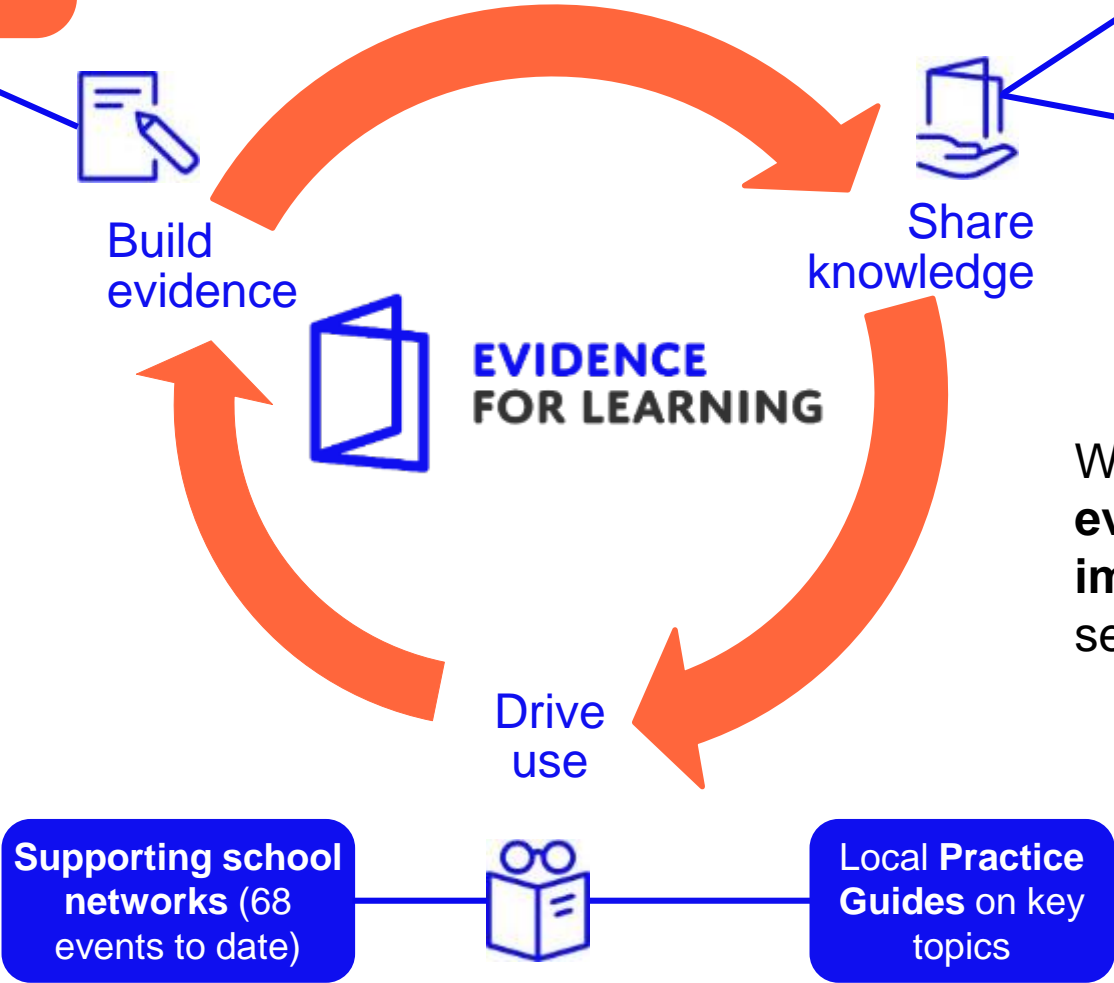 Build
evidence
Share
knowledge
EVIDENCE
FOR LEARNING
Drive
use
Supporting school
networks (68
events to date)
Local Practice
Guides on key
topics